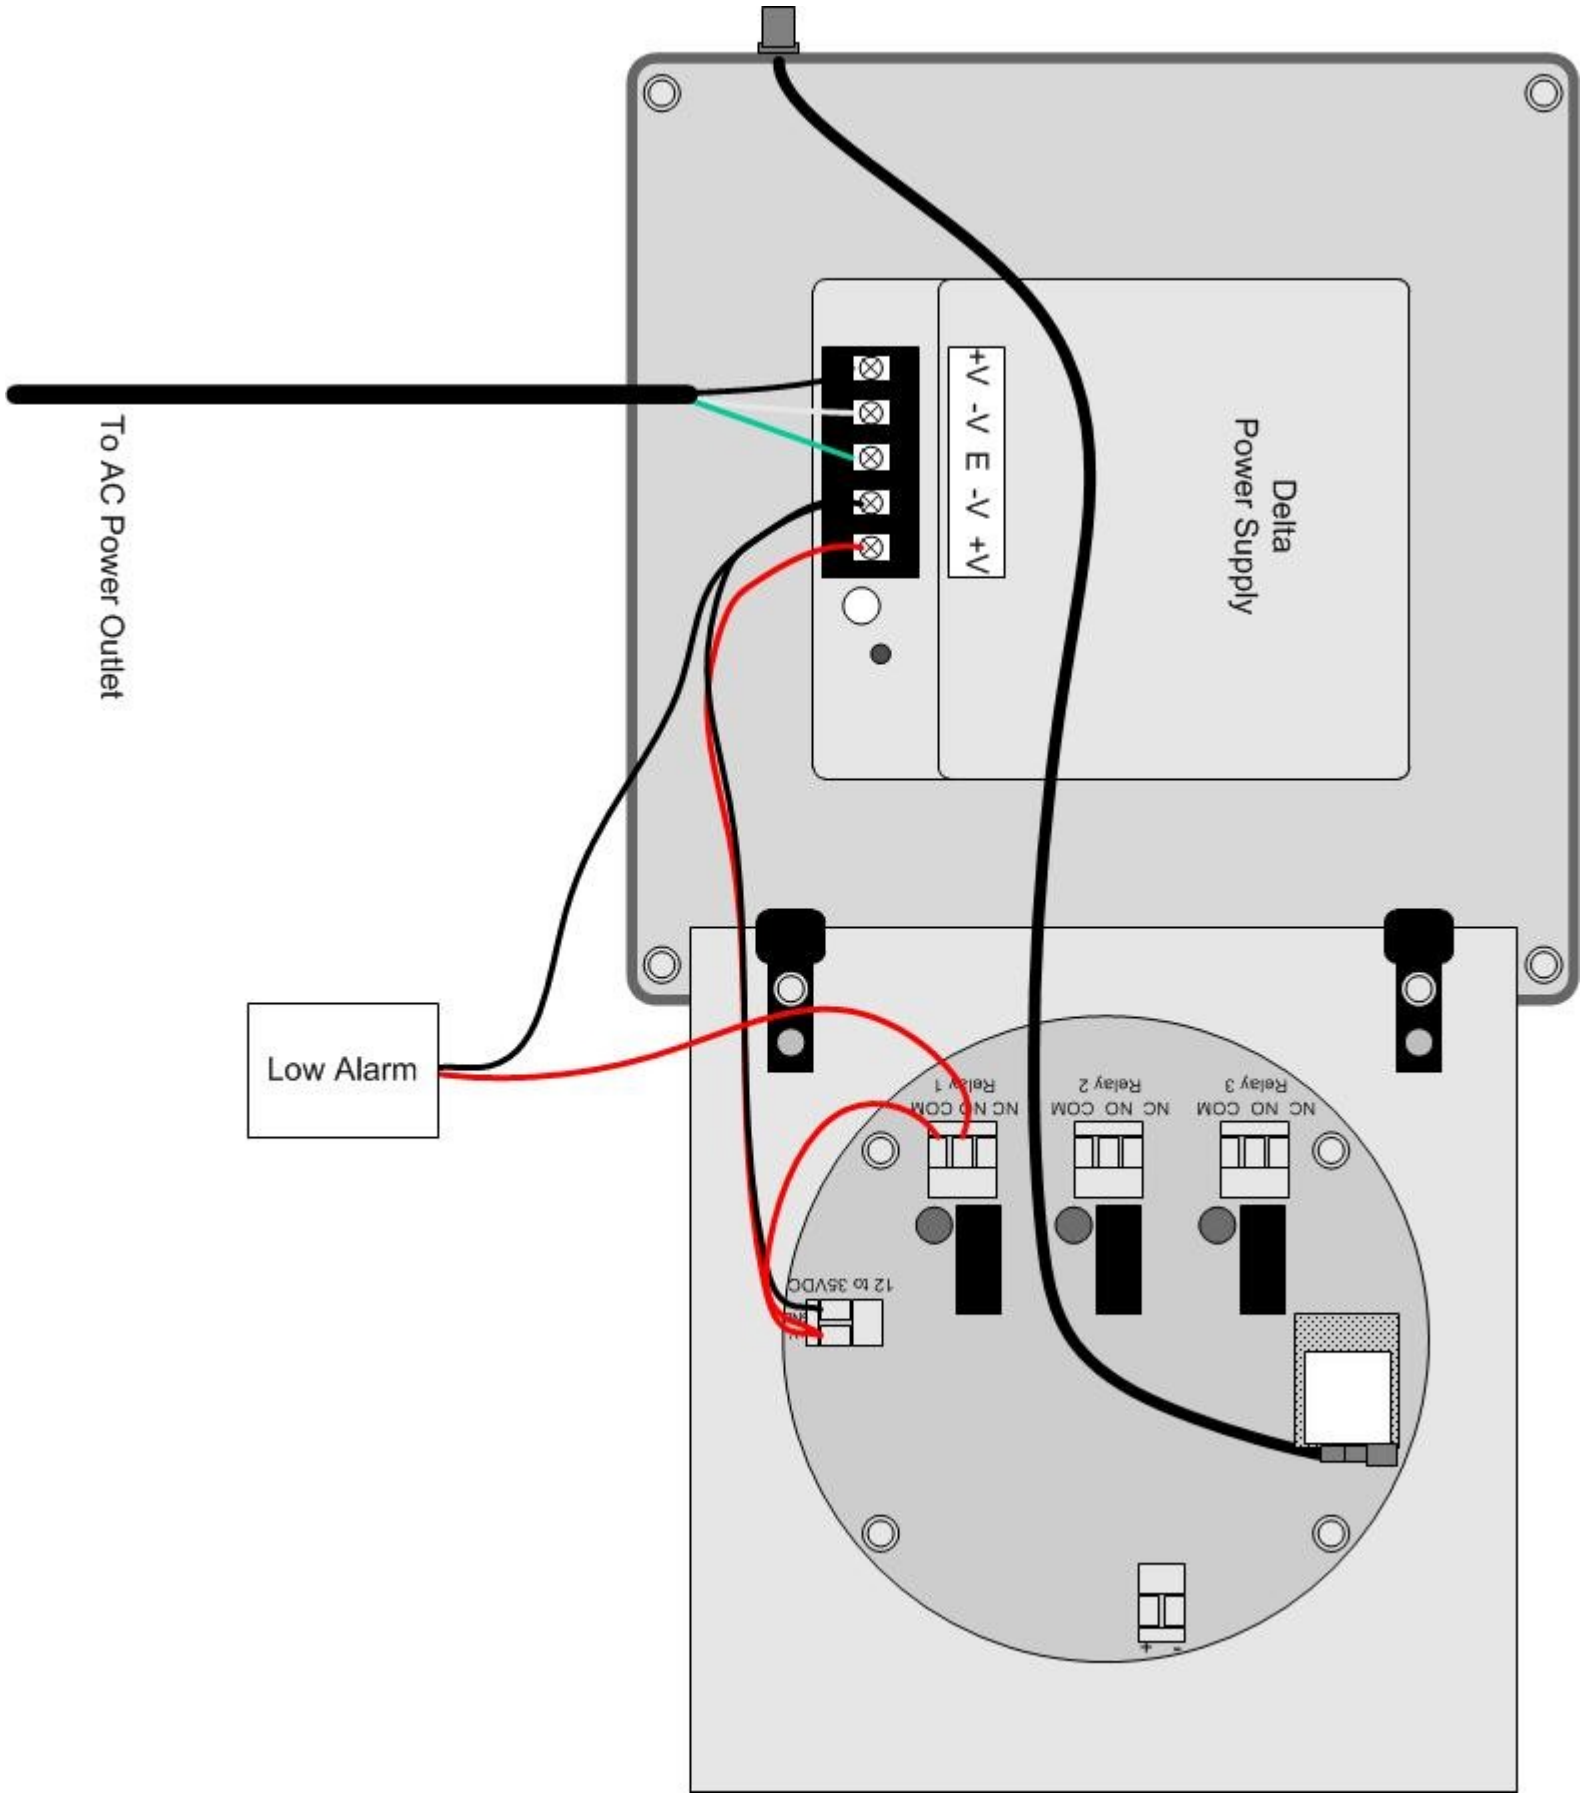 +V -V E -V +V
Delta
Power Supply
To AC Power Outlet
Low Alarm
Relay 1
NC NO COM
Relay 2
NC NO COM
Relay 3
NC NO COM
12 to 35VDC
+ -